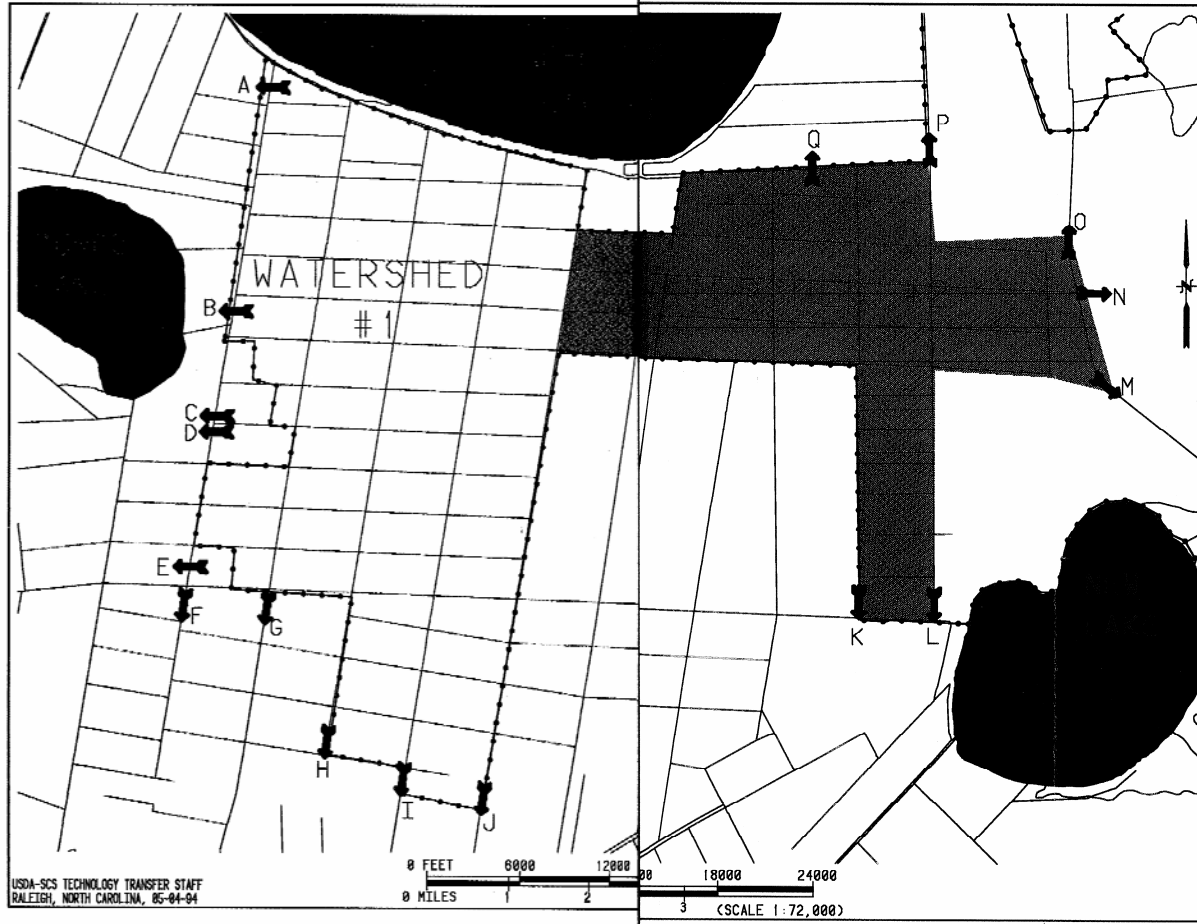 A
Q
P
O
WATERSHED
# 1
N
N
B
M
C
D
E
F
G
K
L
H
I
J
0 FEET 6000 12000
00 18000 24000
0 MILES 1 2
3 (SCALE 1:72,000)
USDA-SCS TECHNOLOGY TRANSFER STAFF
RALEIGH, NORTH CAROLINA, 05-04-94